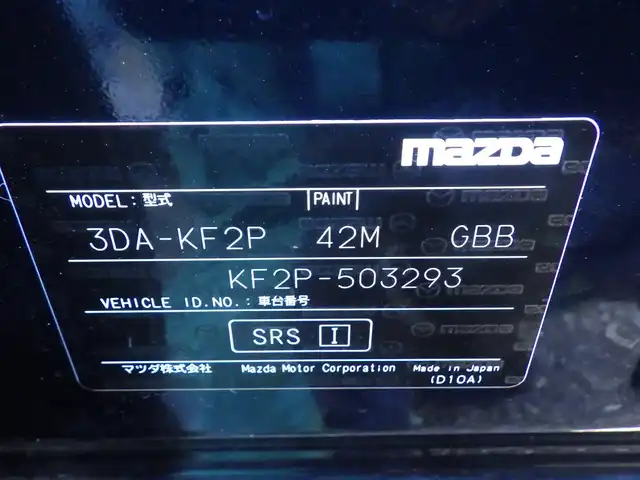 mazda
MODEL:型式 PAINT
3DA-KF2P 42M GBB
KF2P-503293
VEHICLE ID.NO.:車台番号
SRS I
マツダ株式会社 Mazda Motor Corporation Made in Japan
(D10A)